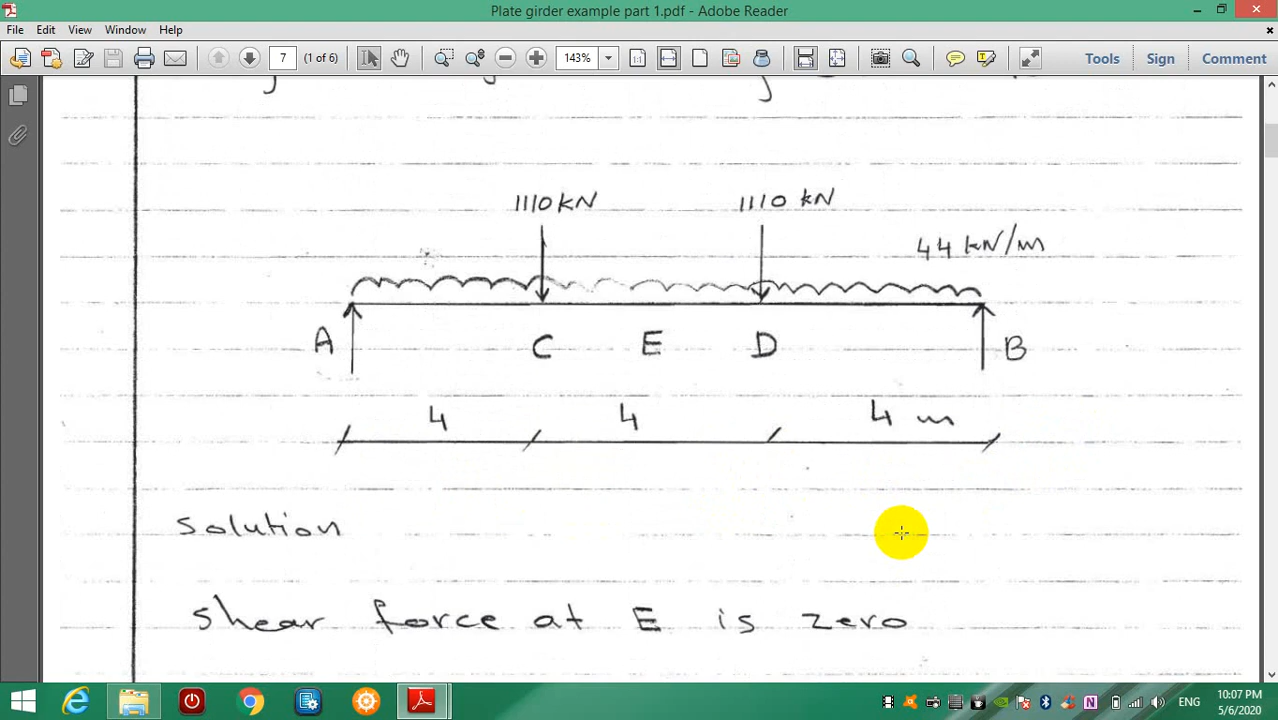 Plate girder example part 1.pdf - Adobe Reader
File Edit View Window Help
7 (1 of 6) 143% Tools Sign Comment
1110 kN 1110 kN
44 kN/m
A C E D B
4 4 4 m
Solution
shear force at E is zero
ENG 10:07 PM
5/6/2020